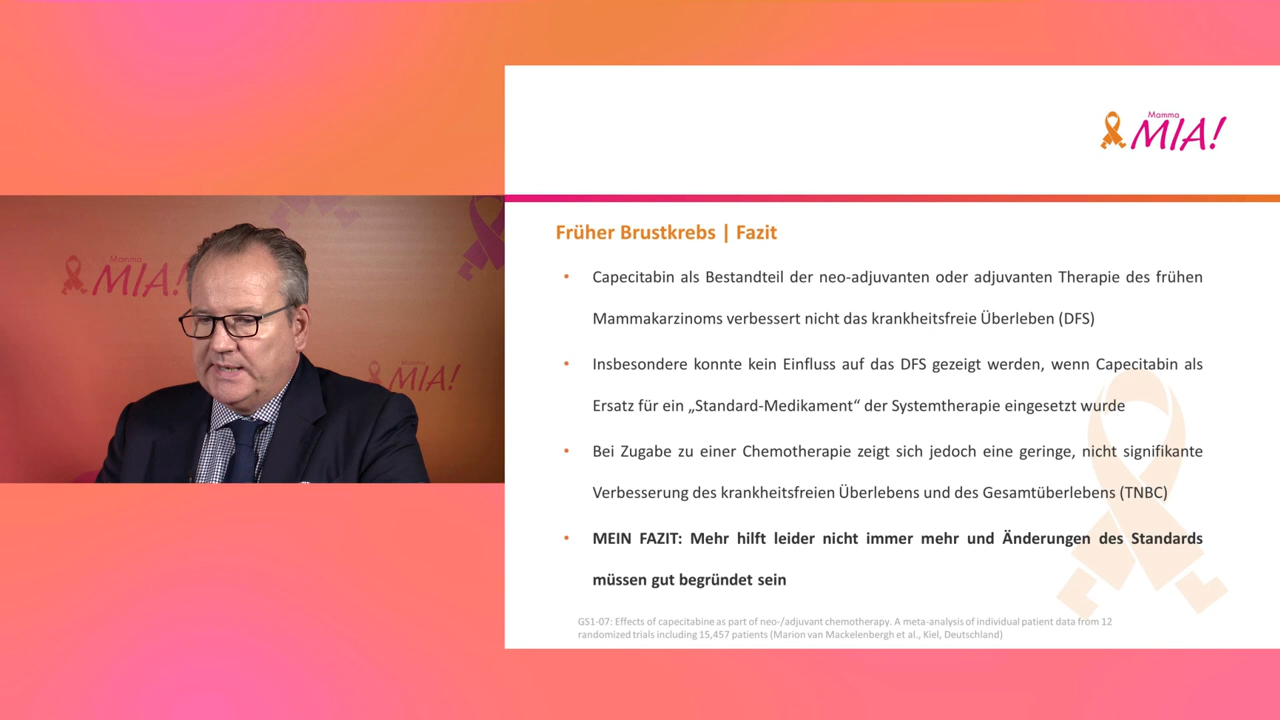 Mamma
MIA!
Mamma
MIA!
Mamma
MIA!
Früher Brustkrebs | Fazit
• Capecitabin als Bestandteil der neo-adjuvanten oder adjuvanten Therapie des frühen
Mammakarzinoms verbessert nicht das krankheitsfreie Überleben (DFS)
• Insbesondere konnte kein Einfluss auf das DFS gezeigt werden, wenn Capecitabin als
Ersatz für ein „Standard-Medikament“ der Systemtherapie eingesetzt wurde
• Bei Zugabe zu einer Chemotherapie zeigt sich jedoch eine geringe, nicht signifikante
Verbesserung des krankheitsfreien Überlebens und des Gesamtüberlebens (TNBC)
• MEIN FAZIT: Mehr hilft leider nicht immer mehr und Änderungen des Standards
müssen gut begründet sein
GS1-07: Effects of capecitabine as part of neo-/adjuvant chemotherapy. A meta-analysis of individual patient data from 12
randomized trials including 15,457 patients (Marion van Mackelenbergh et al., Kiel, Deutschland)